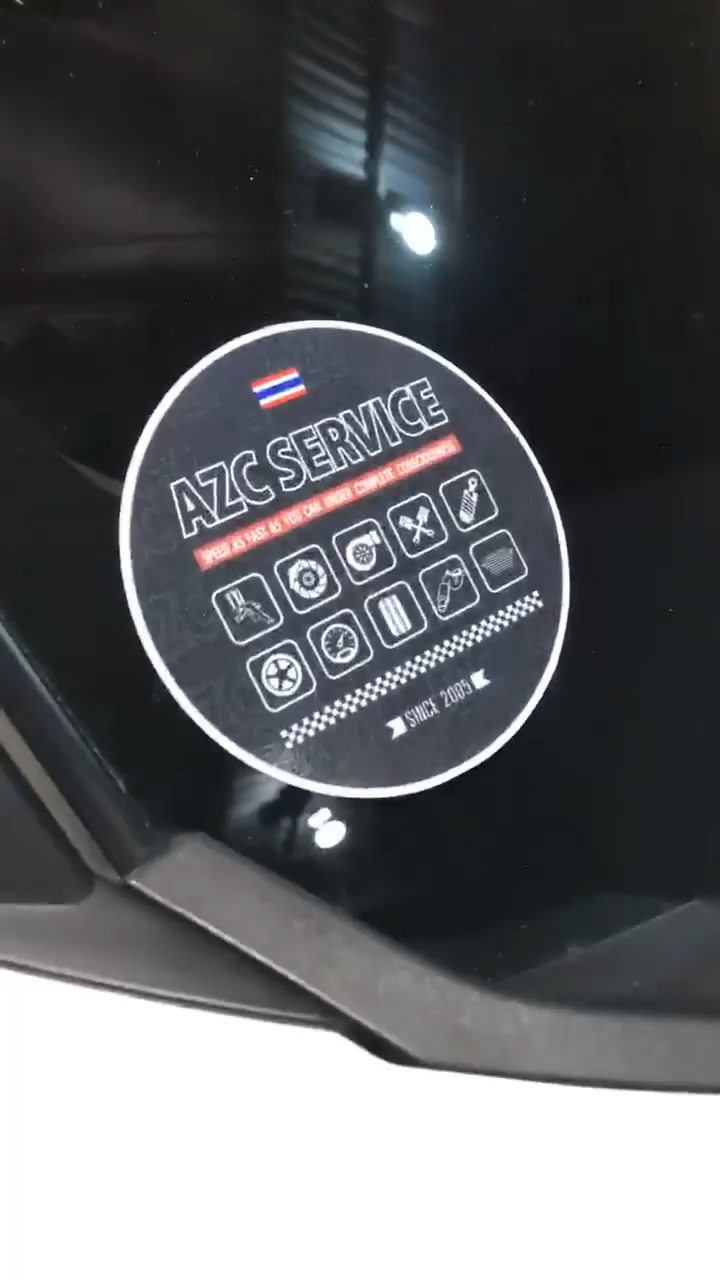 AZC SERVICE
SPEED AS FAST AS YOU CAN UNDER COMPLETE CONSCIOUSNESS
SINCE 2005